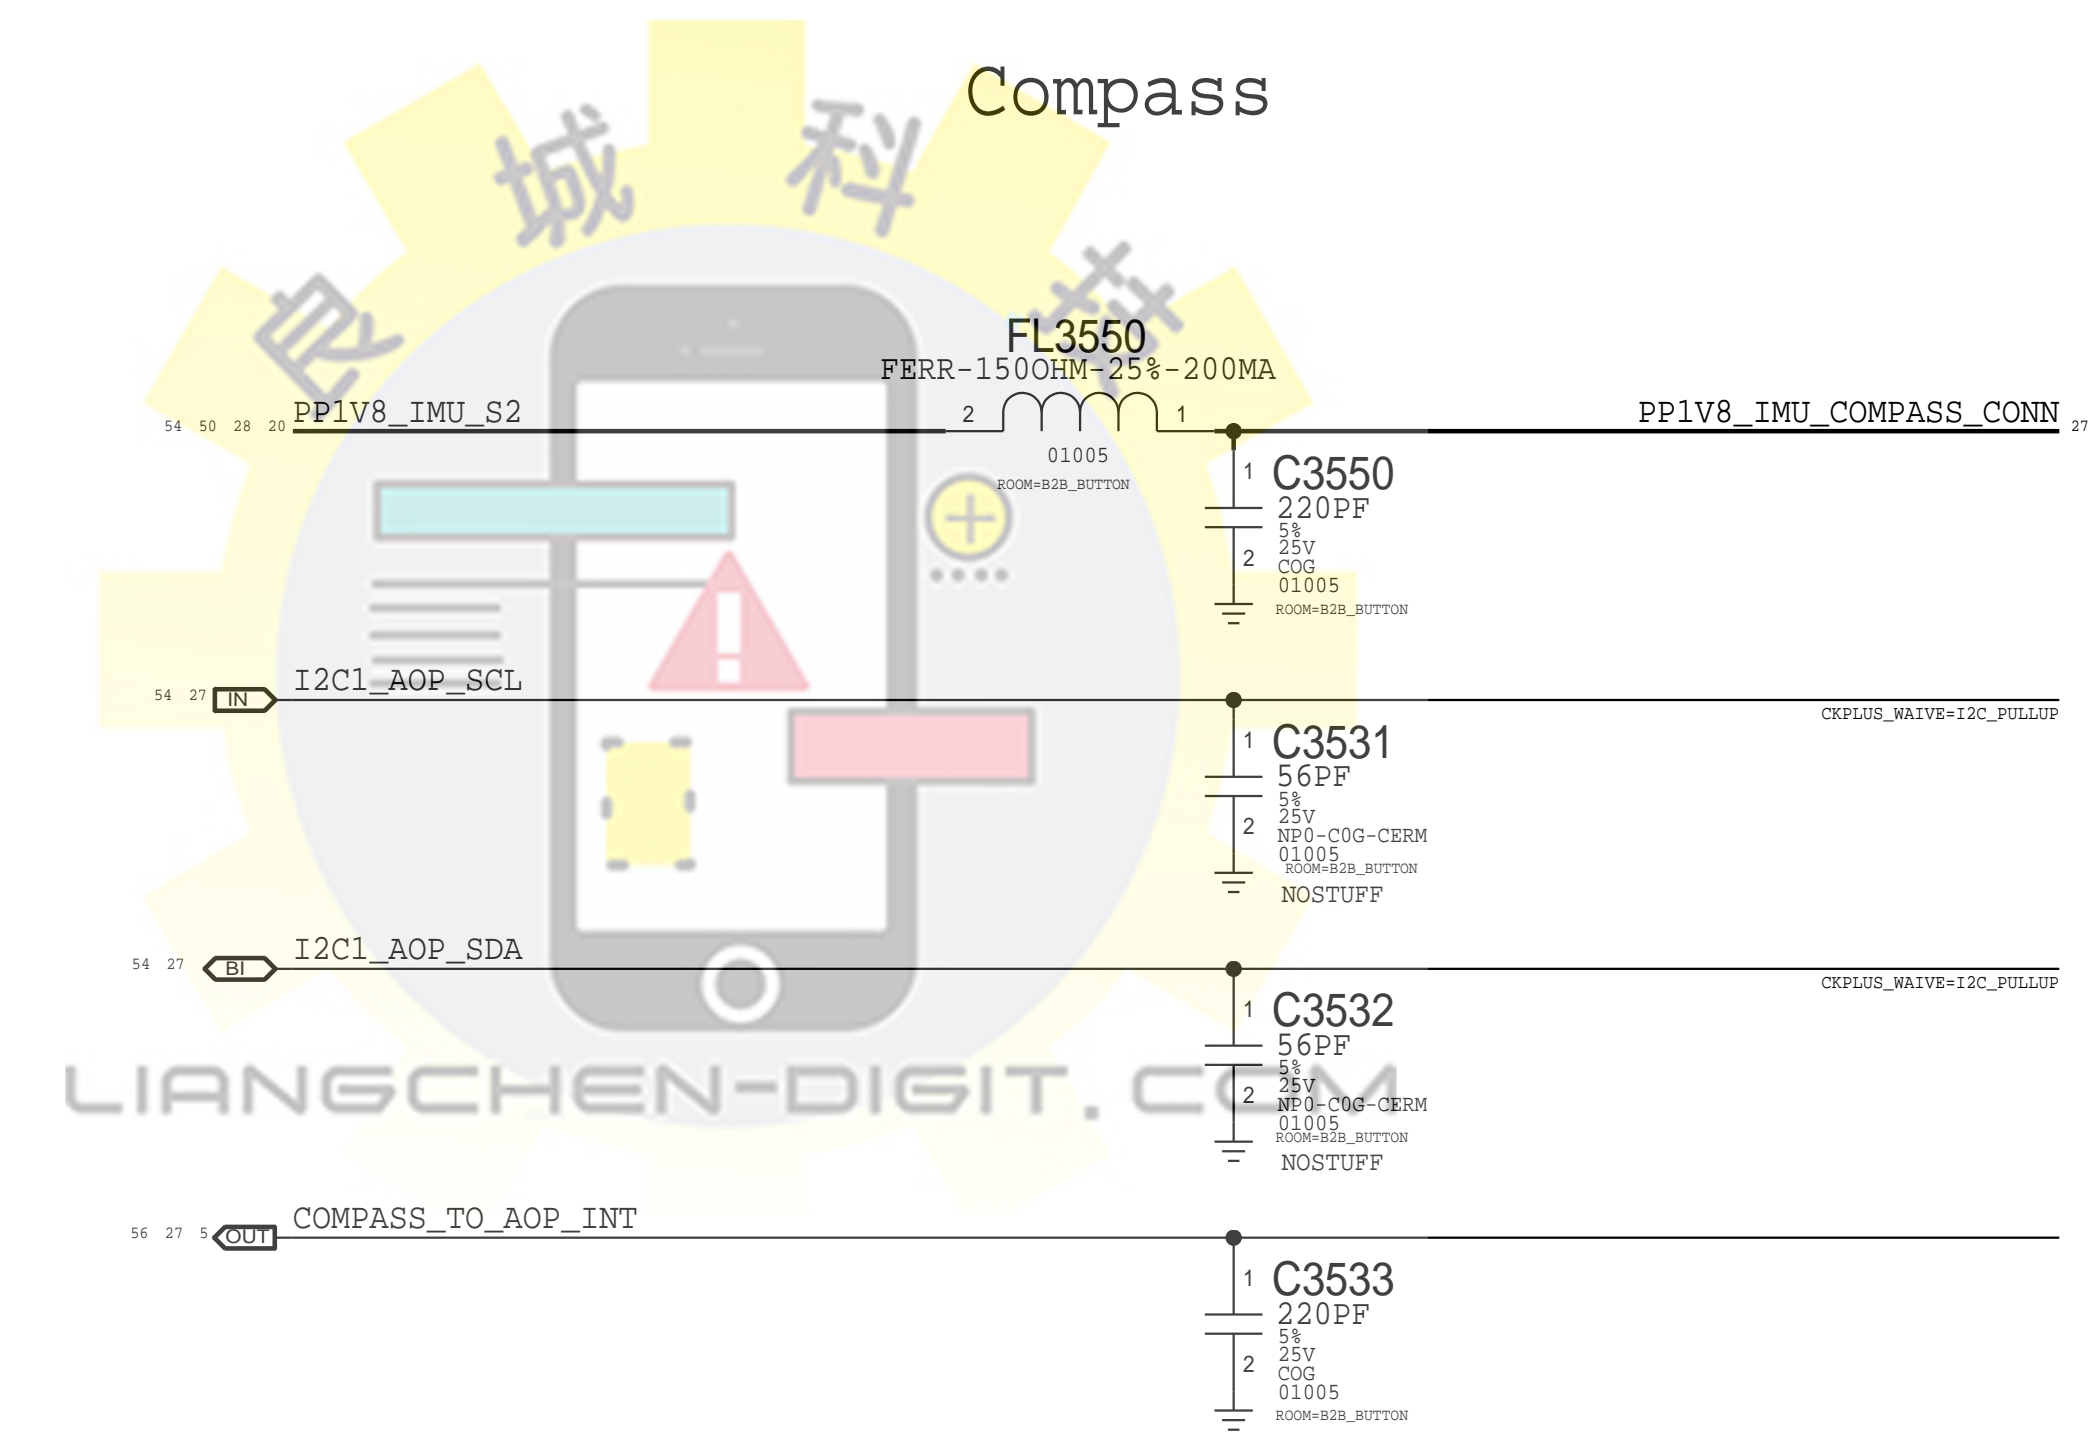 Compass
良 城 科 技
FL3550
FERR-150OHM-25%-200MA
54 50 28 20 PP1V8_IMU_S2 2 1 PP1V8_IMU_COMPASS_CONN 27
01005
ROOM=B2B_BUTTON
1 C3550
220PF
5%
25V
2 COG
01005
ROOM=B2B_BUTTON
54 27 IN I2C1_AOP_SCL
CKPLUS_WAIVE=I2C_PULLUP
1 C3531
56PF
5%
25V
2 NP0-C0G-CERM
01005
ROOM=B2B_BUTTON
NOSTUFF
54 27 BI I2C1_AOP_SDA
CKPLUS_WAIVE=I2C_PULLUP
1 C3532
56PF
5%
25V
2 NP0-C0G-CERM
01005
ROOM=B2B_BUTTON
NOSTUFF
LIANGCHEN-DIGIT.COM
56 27 5 OUT COMPASS_TO_AOP_INT
1 C3533
220PF
5%
25V
2 COG
01005
ROOM=B2B_BUTTON